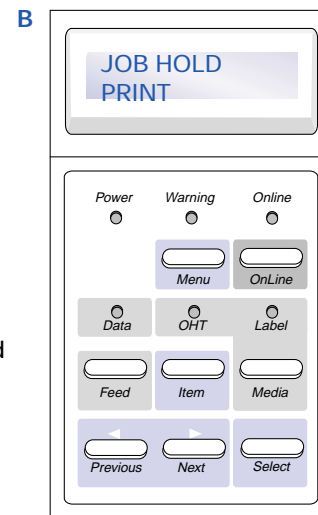 B
JOB HOLD
PRINT
Power Warning Online
Menu OnLine
Data OHT Label
d
Feed Item Media
Previous Next Select